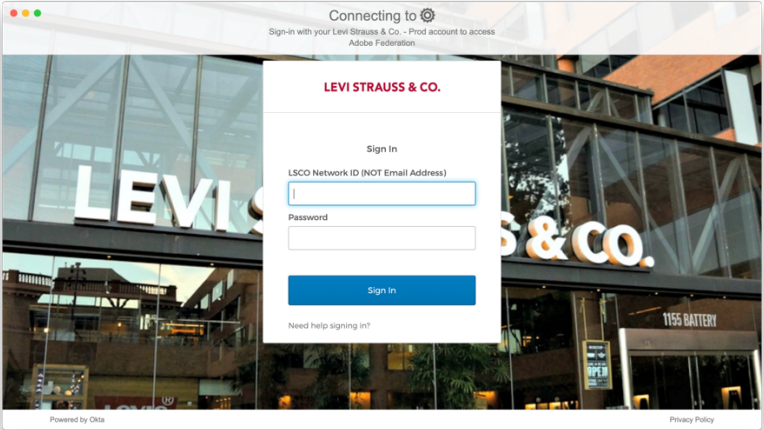 Connecting to
Sign-in with your Levi Strauss & Co. - Prod account to access
Adobe Federation
LEVI STRAUSS & CO.
Sign In
LSCO Network ID (NOT Email Address)
Password
Sign In
Need help signing in?
LEVI S
S & CO.
1155 BATTERY
OPEN
LEVI'S®
Powered by Okta
Privacy Policy